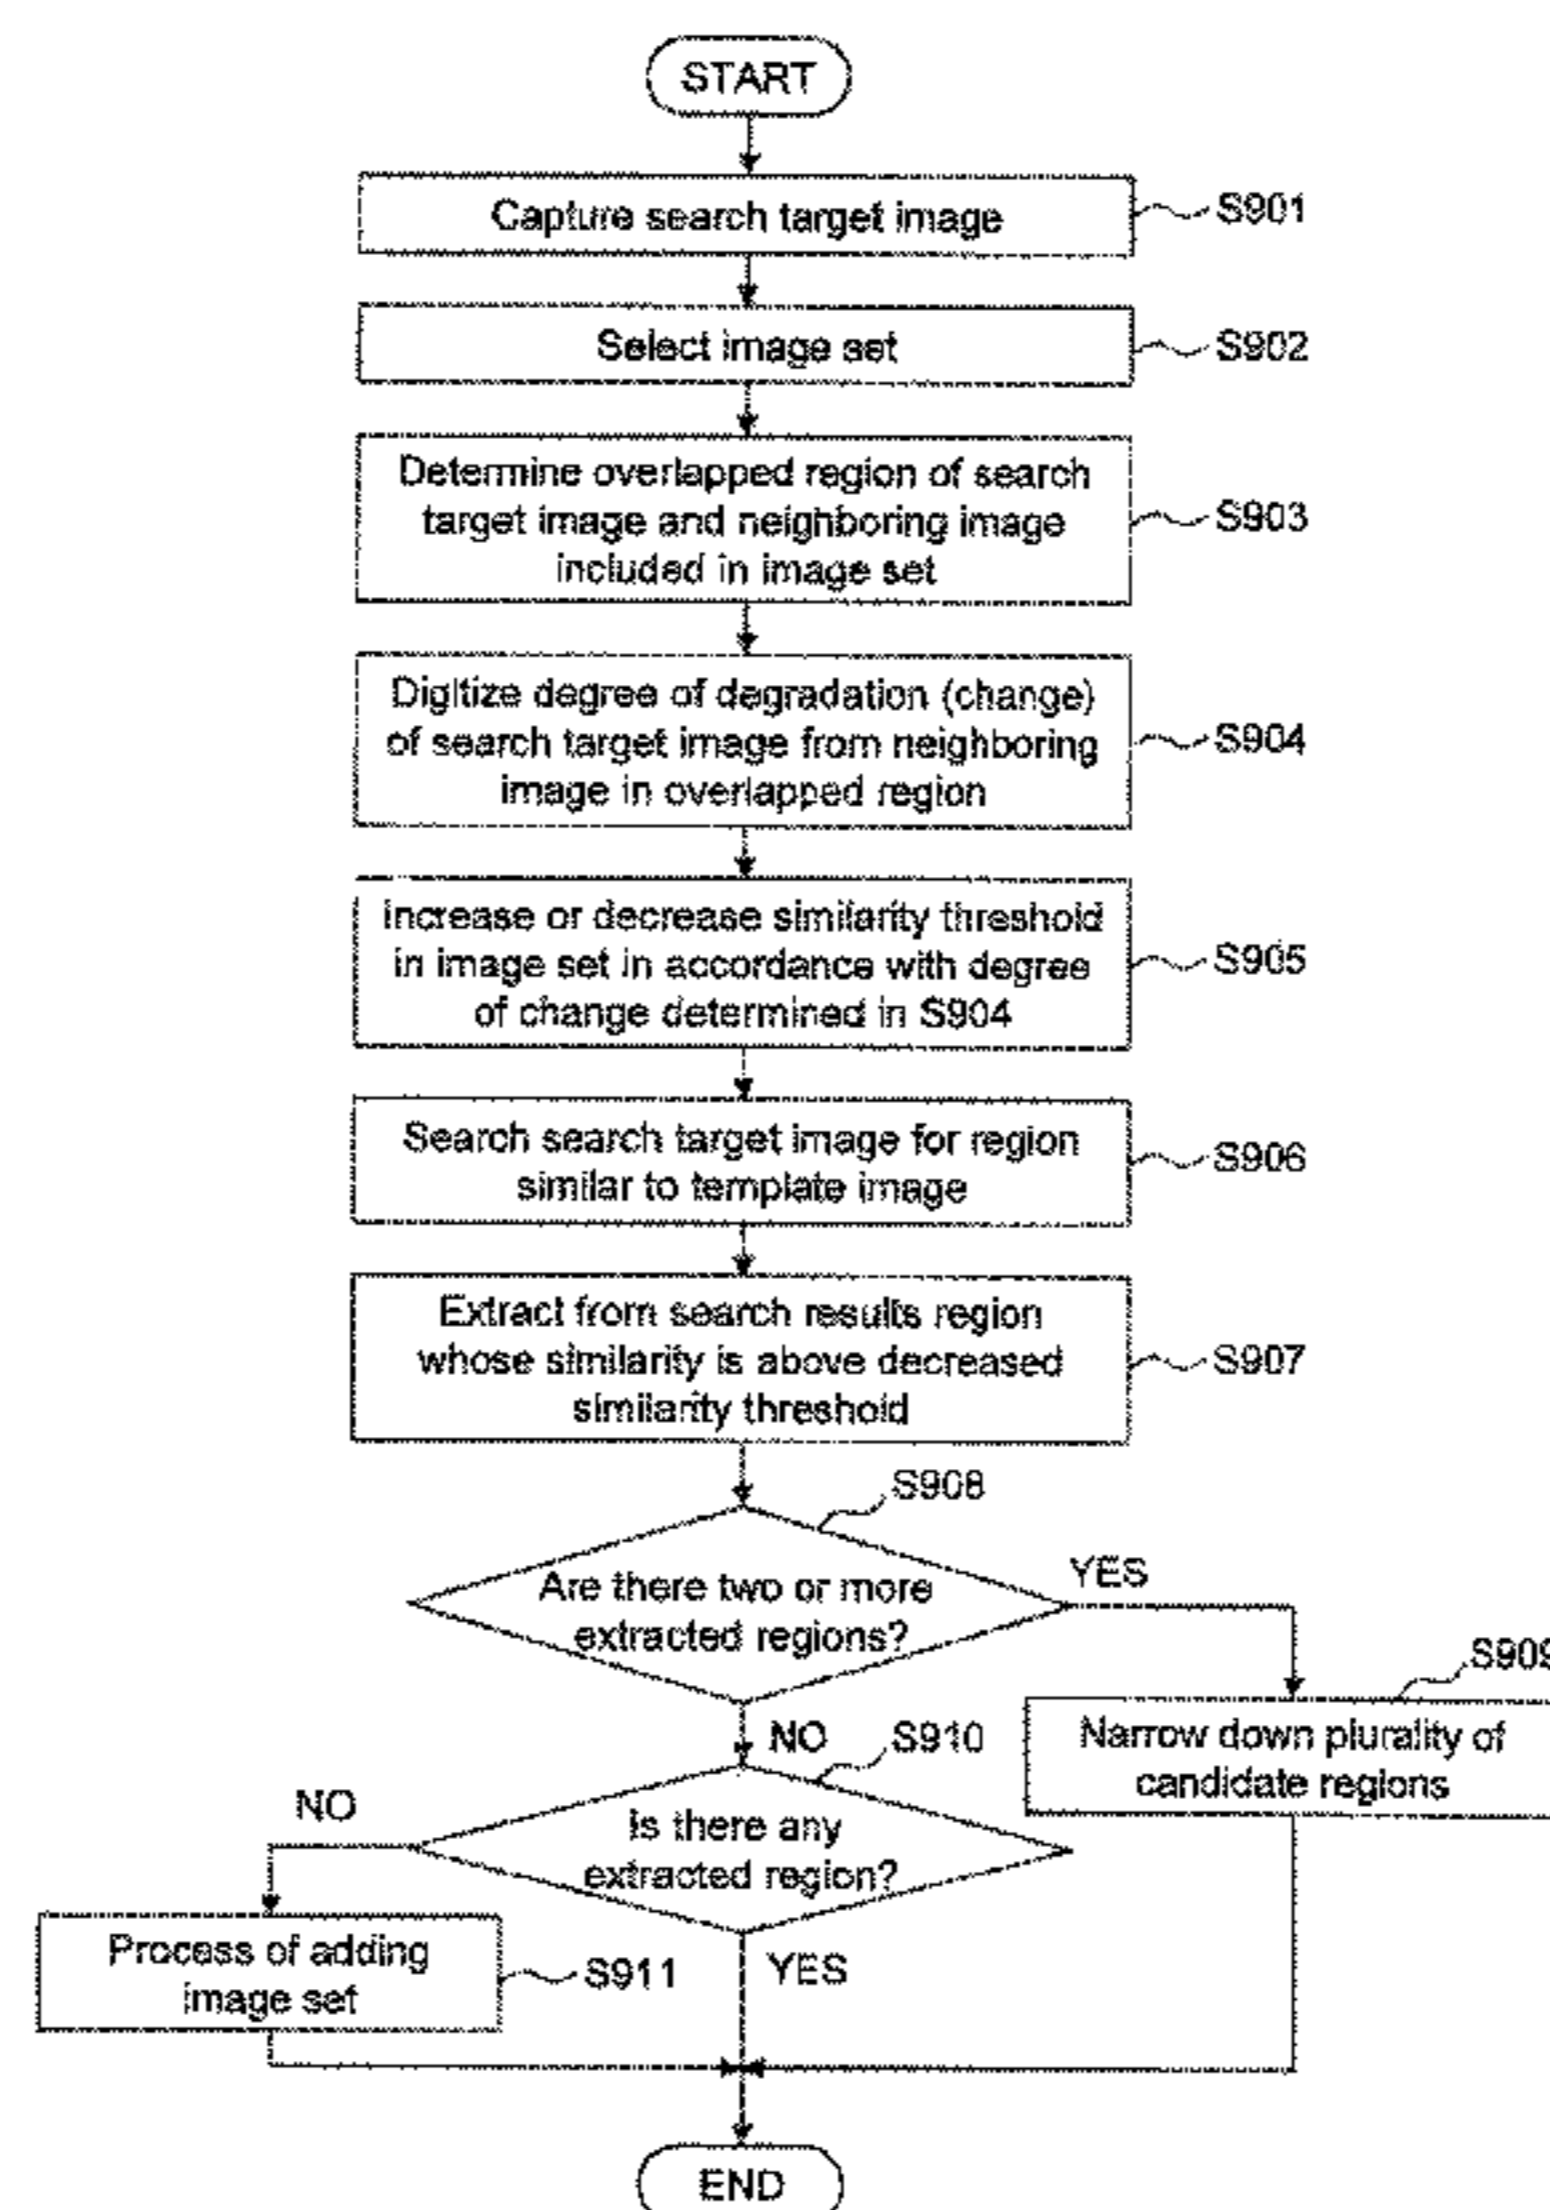 START
Capture search target image
S901
Select image set
S902
Determine overlapped region of search
target image and neighboring image
included in image set
S903
Digitize degree of degradation (change)
of search target image from neighboring
image in overlapped region
S904
Increase or decrease similarity threshold
in image set in accordance with degree
of change determined in S904
S905
Search search target image for region
similar to template image
S906
Extract from search results region
whose similarity is above decreased
similarity threshold
S907
S908
Are there two or more
extracted regions?
YES
S909
Narrow down plurality of
candidate regions
NO
S910
Is there any
extracted region?
NO
Process of adding
image set
S911
YES
END